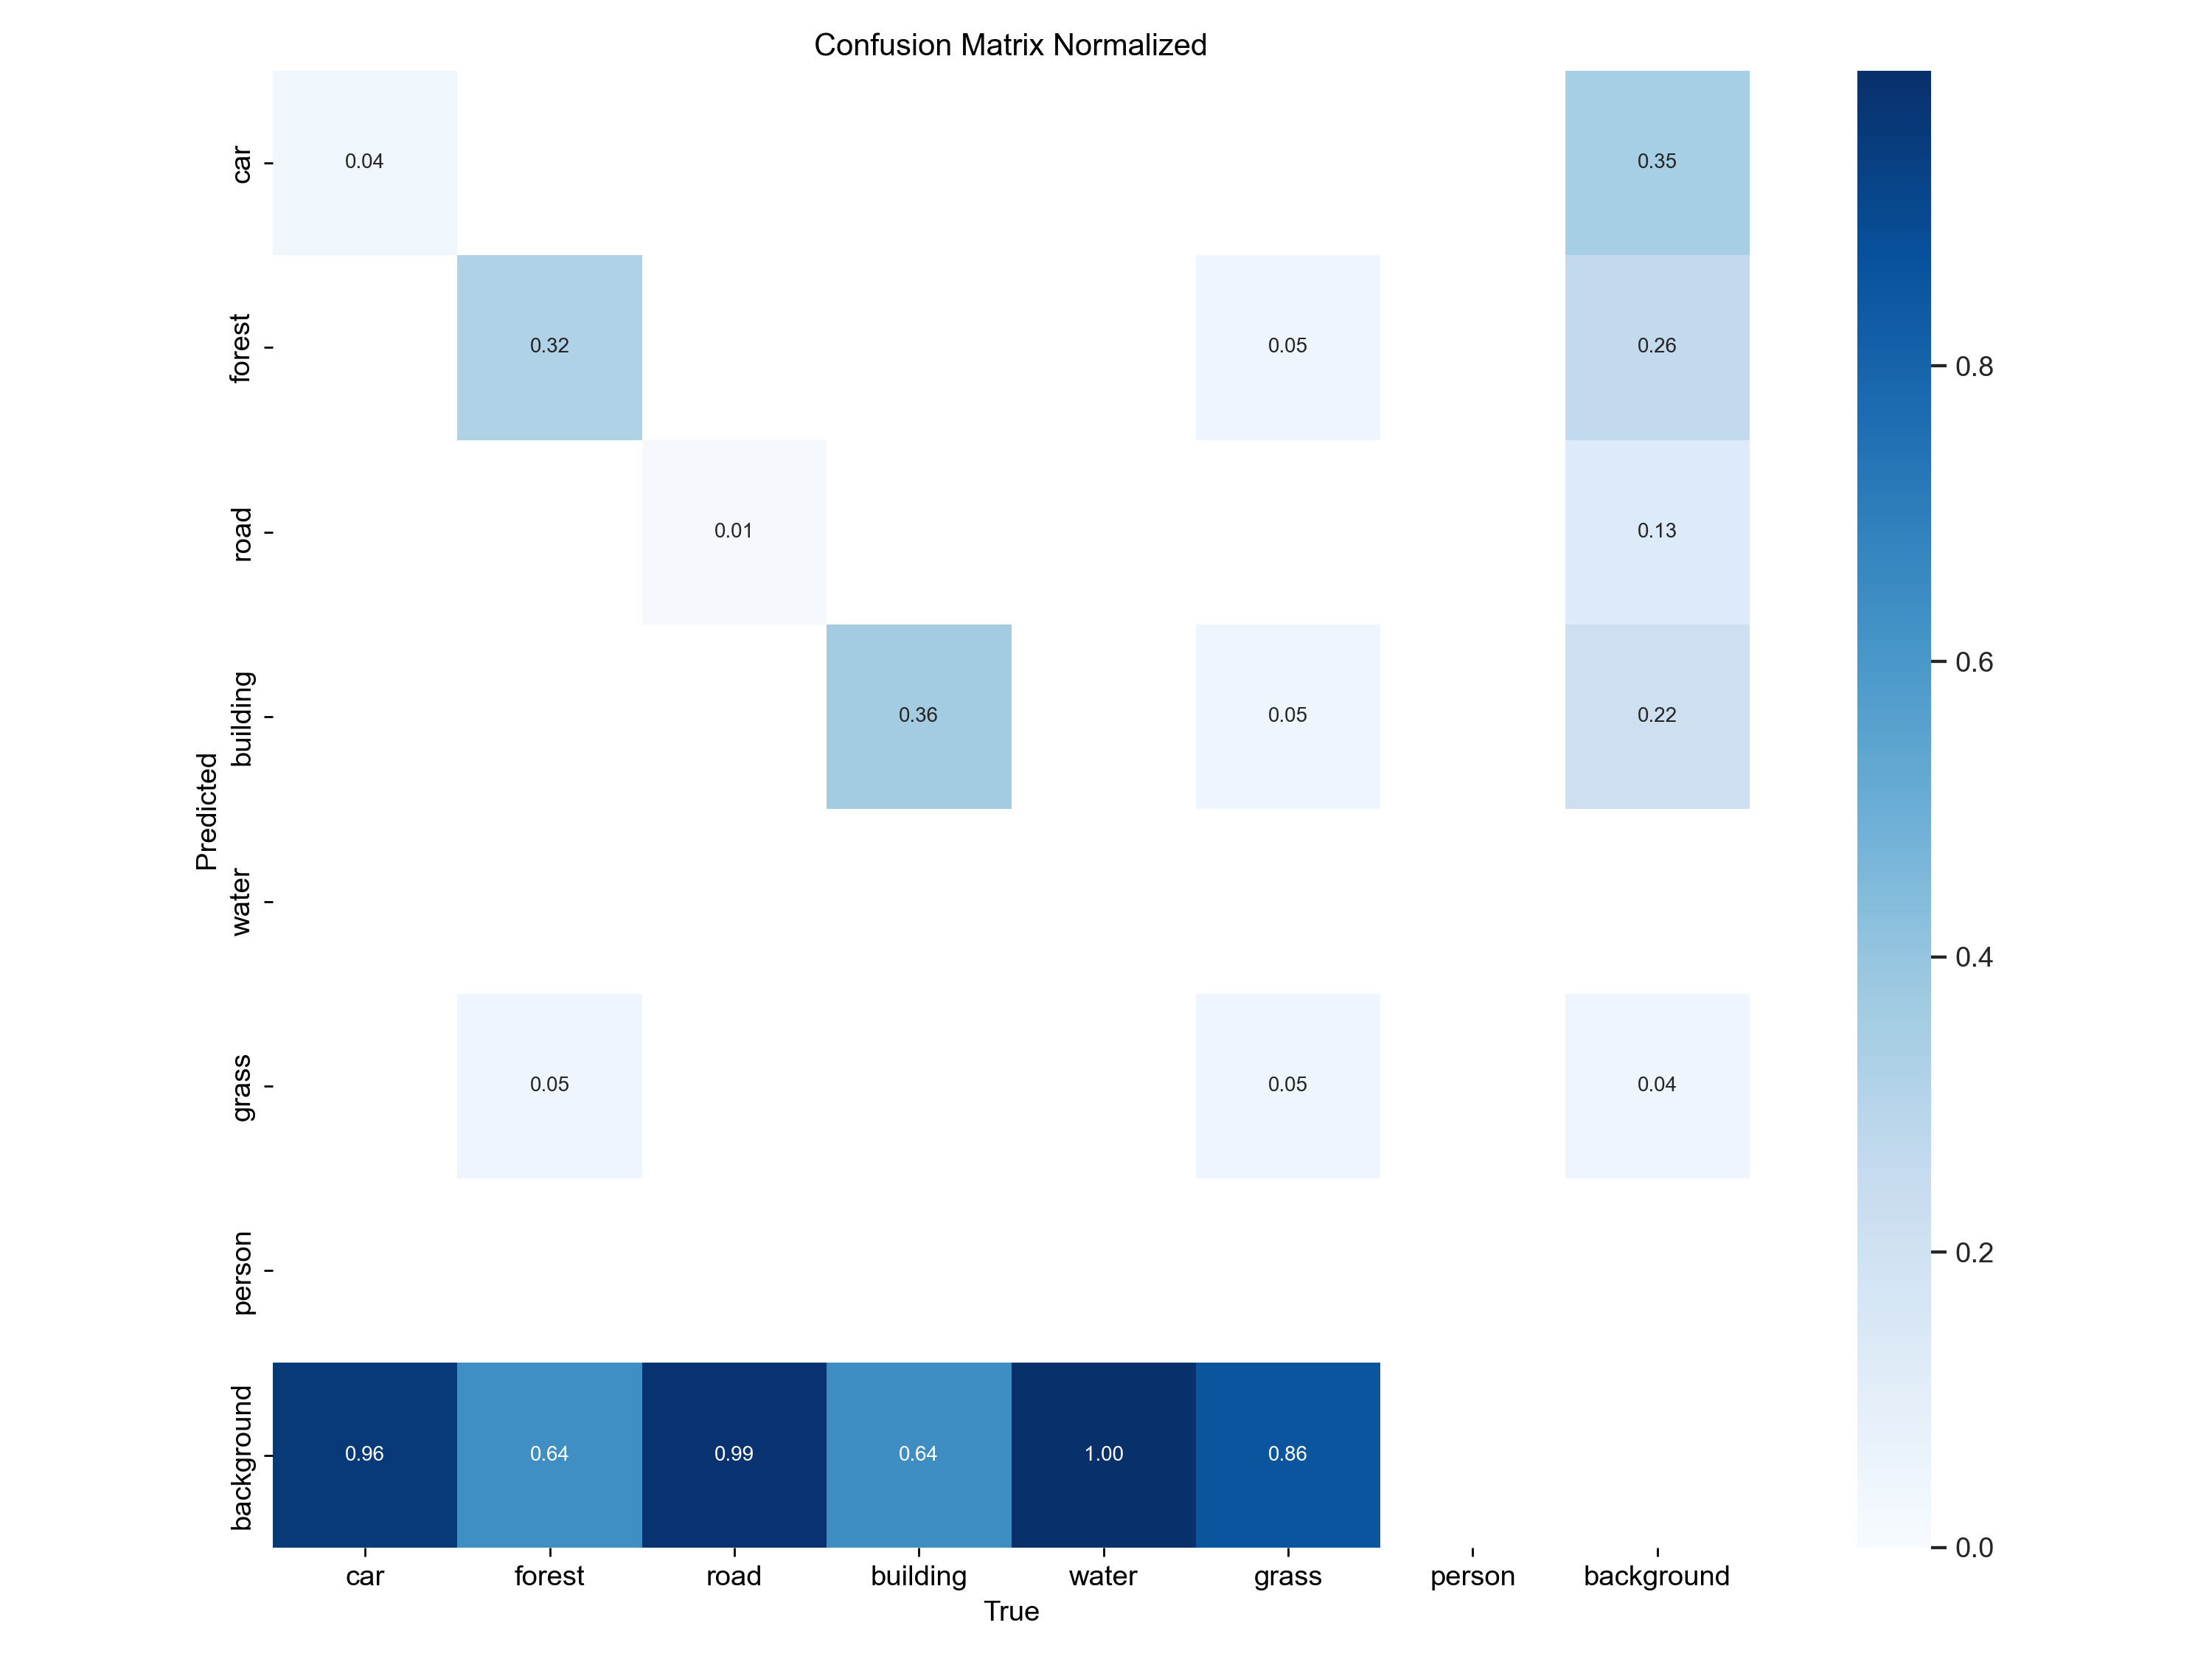 Confusion Matrix Normalized
car
0.04
0.35
forest
0.32
0.05
0.26
0.8
road
0.01
0.13
building
0.36
0.05
0.22
0.6
Predicted
water
0.4
grass
0.05
0.05
0.04
person
0.2
background
0.96
0.64
0.99
0.64
1.00
0.86
0.0
car forest road building water grass person background
True